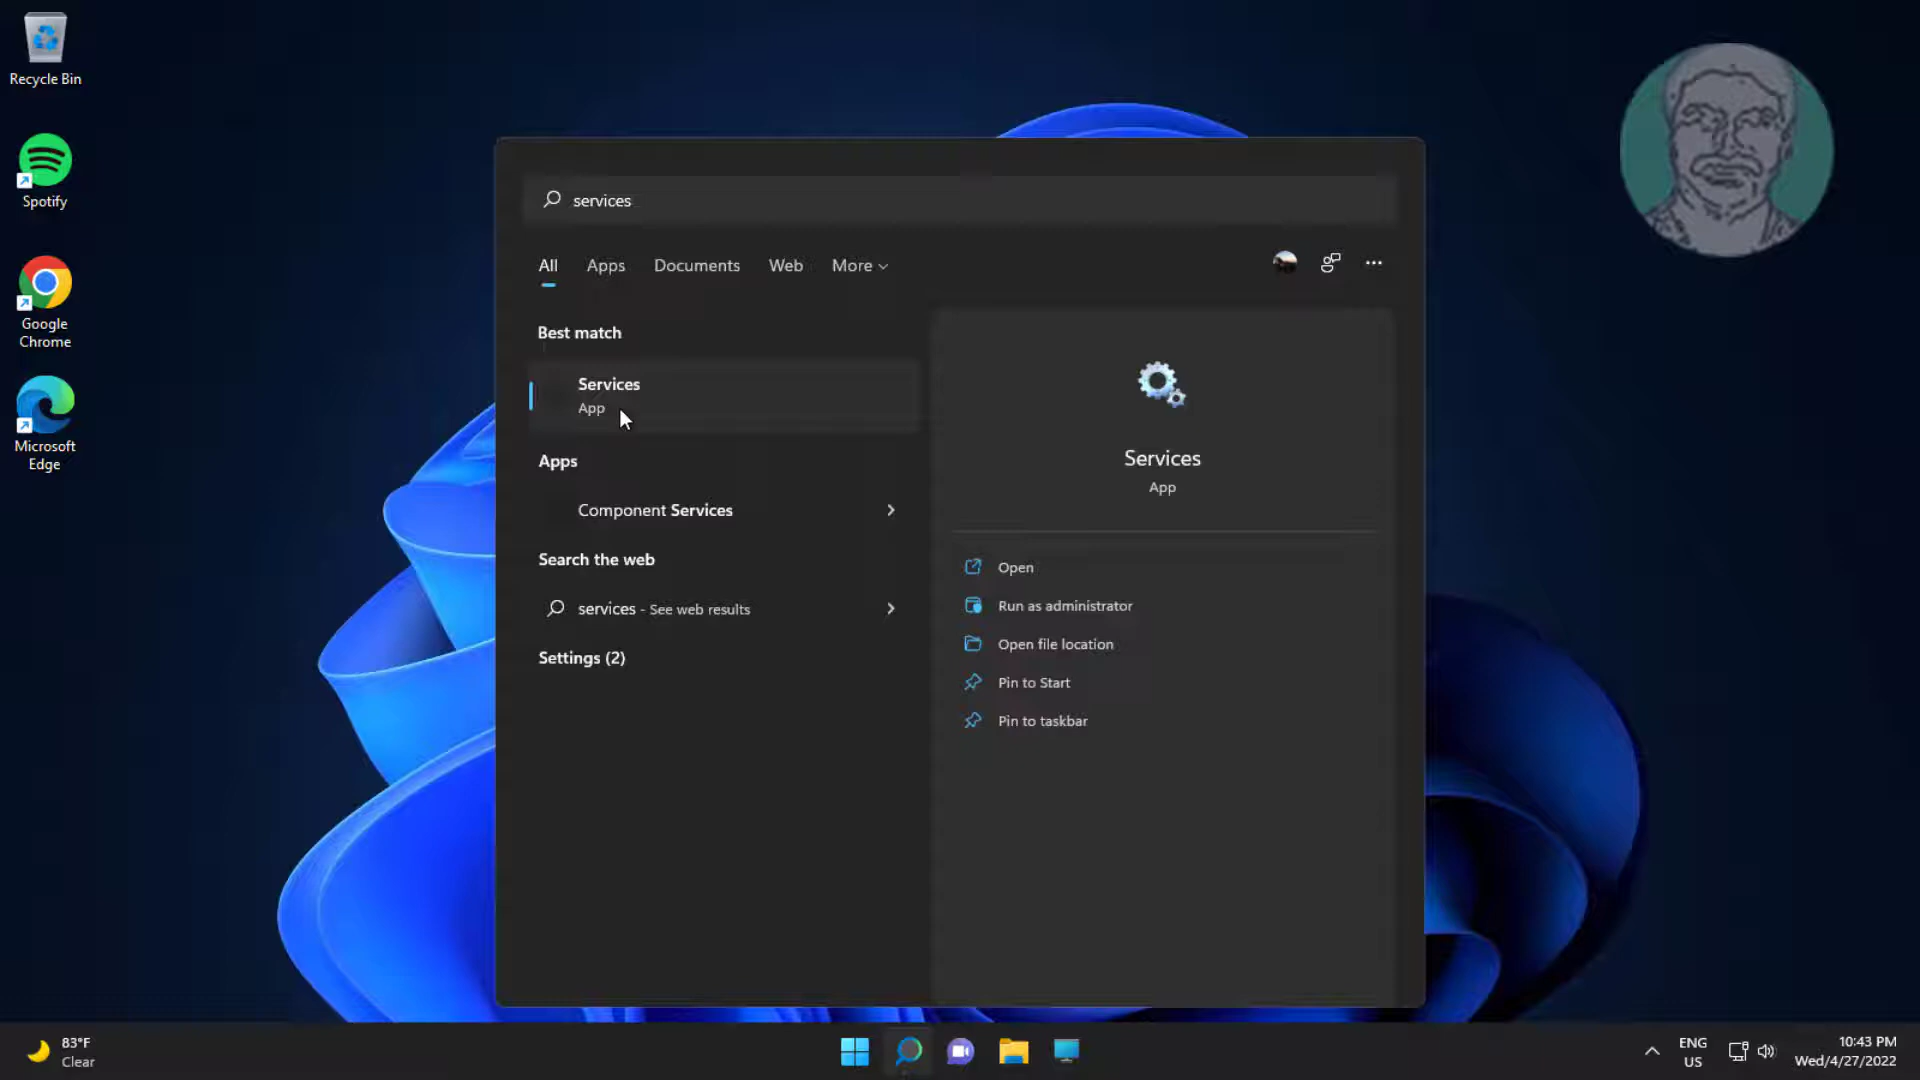 Recycle Bin
Spotify
Google
Chrome
Microsoft
Edge
services
All Apps Documents Web More
Best match
Services
App
Apps
Component Services
Search the web
services - See web results
Settings (2)
Services
App
Open
Run as administrator
Open file location
Pin to Start
Pin to taskbar
83°F
Clear
ENG
US
10:43 PM
Wed/4/27/2022